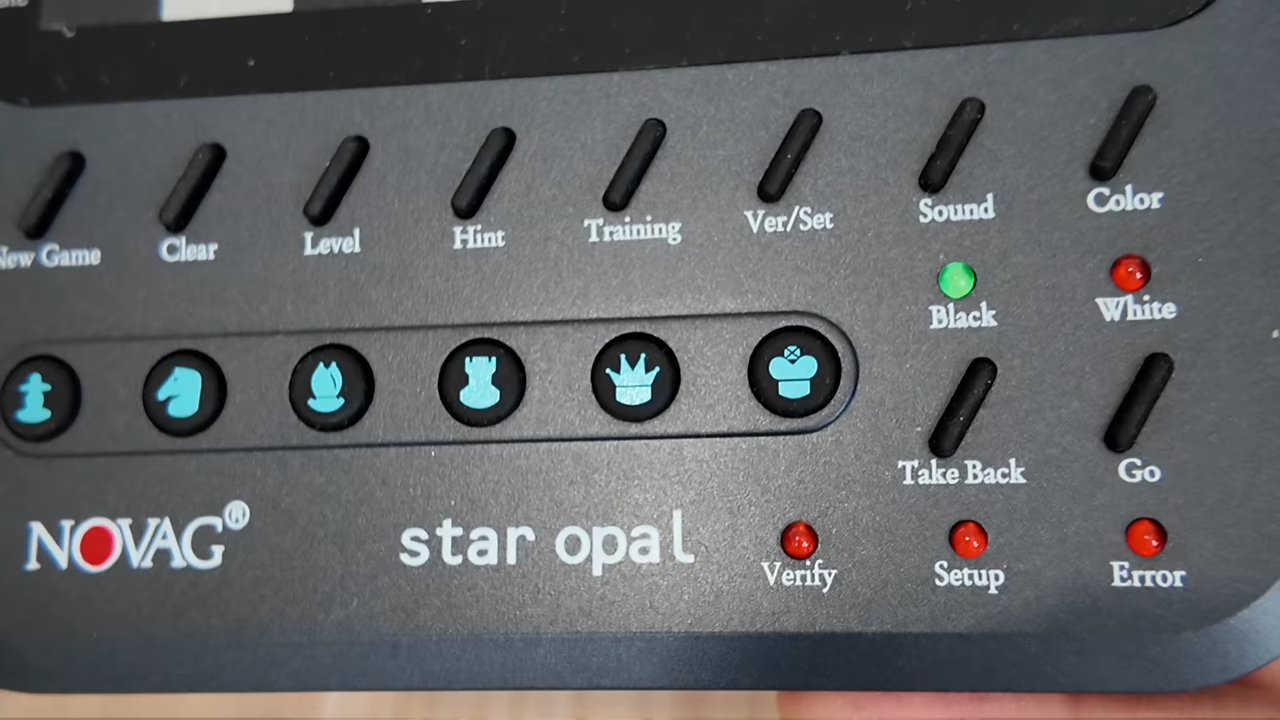 New Game Clear Level Hint Training Ver/Set Sound Color
Black White
Take Back Go
NOVAG® star opal
Verify Setup Error